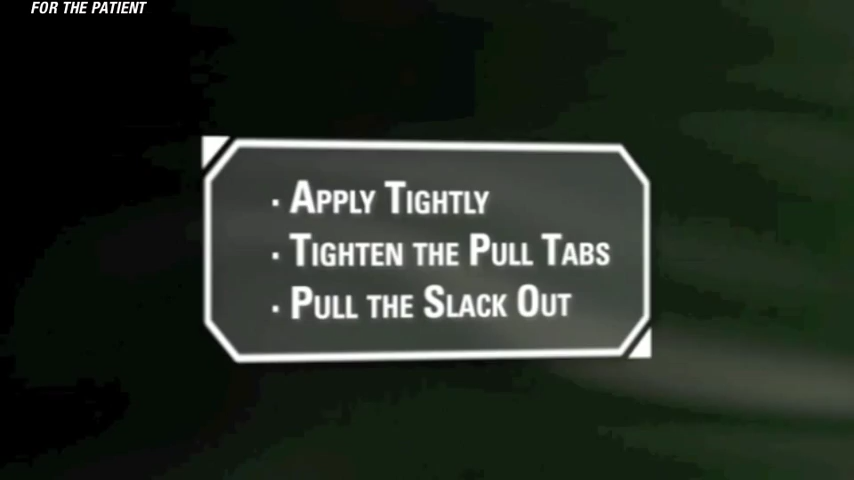 FOR THE PATIENT
· APPLY TIGHTLY
· TIGHTEN THE PULL TABS
· PULL THE SLACK OUT